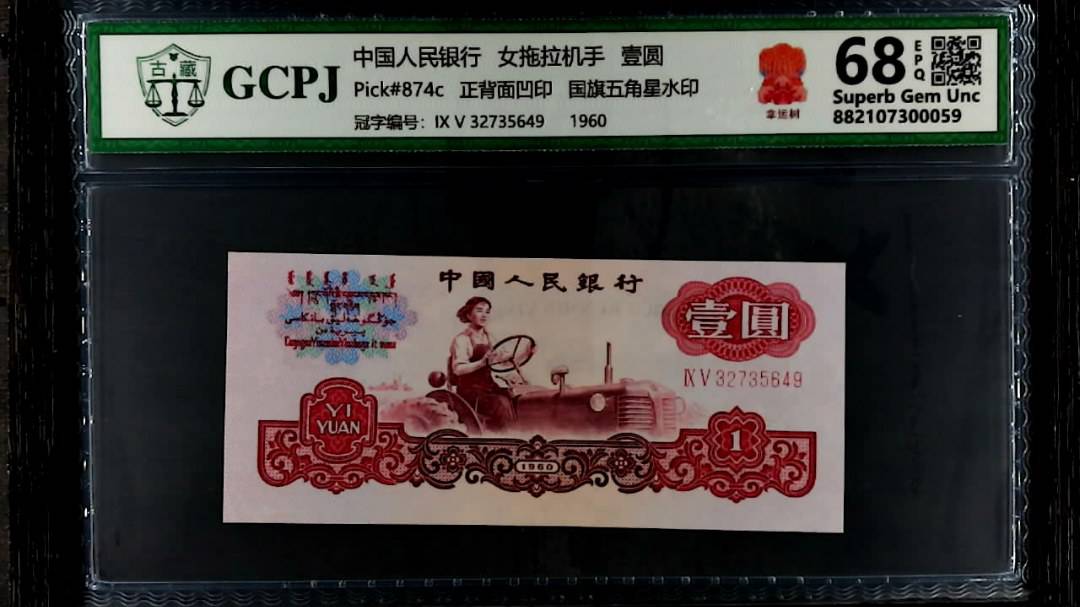 古藏
GCPJ
中国人民银行 女拖拉机手 壹圆
Pick#874c 正背面凹印 国旗五角星水印
冠字编号: IX V 32735649 1960
幸运树
68 EPQ
Superb Gem Unc
882107300059
中國人民銀行
壹圓
IX V 32735649
YI
YUAN
1
1960